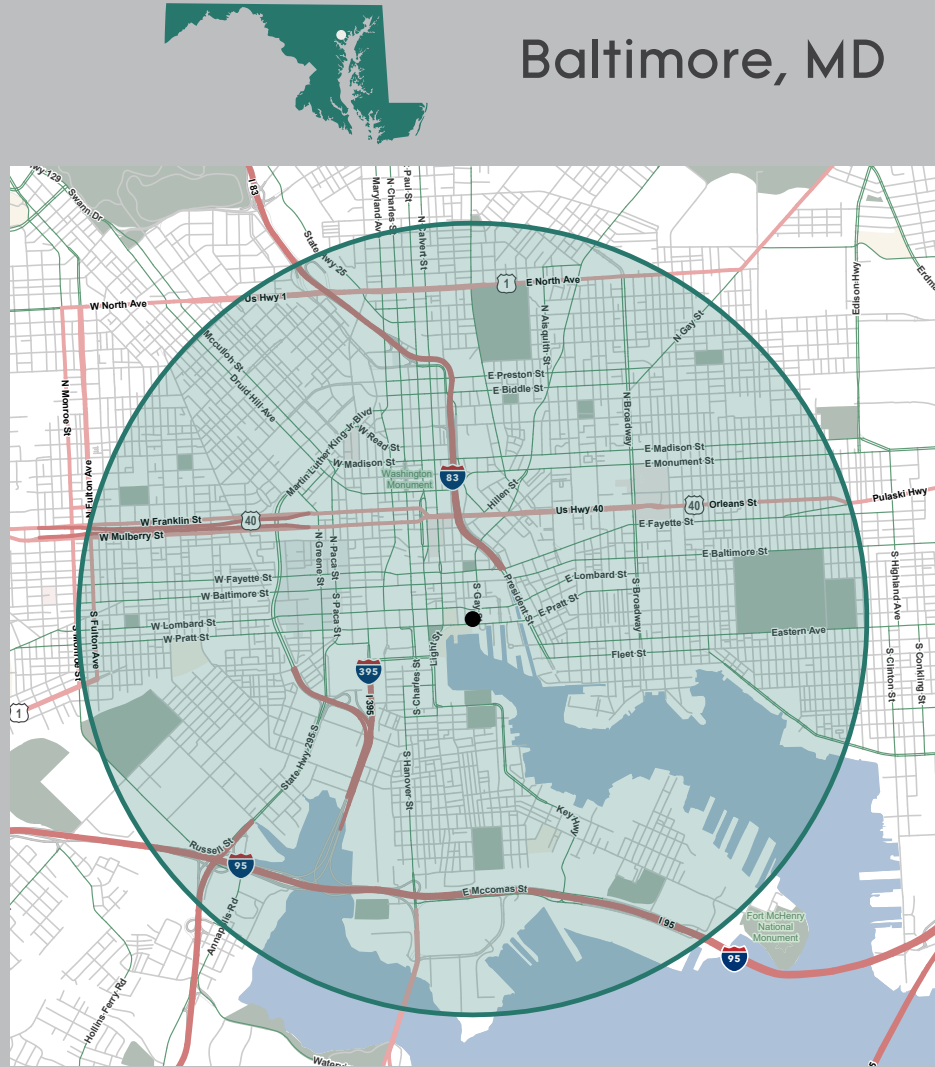 Baltimore, MD
Hwy-129
Swann Dr
I 83
State Hwy-25
Maryland Av
N Charles S
Paul St
N Calvert St
Edison Hwy
Erdma
W North Ave
Us Hwy 1
1
E North Ave
N Aisquith St
N Gay St
Mcculloh St
Druid Hill Ave
E Preston St
E Biddle St
N Monroe St
N Broadway
Martin Luther King Jr Blvd
W Read St
W Madison St
E Madison St
E Monument St
Washington
Monument
83
Hillen St
N Fulton Ave
Pulaski Hwy
W Franklin St
40
Us Hwy 40
40
Orleans St
W Mulberry St
E Fayette St
N Greene St
N Paca St
E Baltimore St
W Fayette St
W Baltimore St
S Gay St
President St
E Lombard St
E Pratt St
S Broadway
S Highland Ave
S Paca St
W Lombard St
W Pratt St
S Fulton Ave
S Monroe St
Light St
Eastern Ave
Fleet St
S Clinton St
S Conkling St
395
I 395
S Charles St
1
State Hwy 295 S
S Hanover St
Key Hwy
Russell St
95
E Mccomas St
Annapolis Rd
I 95
Fort McHenry
National
Monument
95
Hollins Ferry Rd